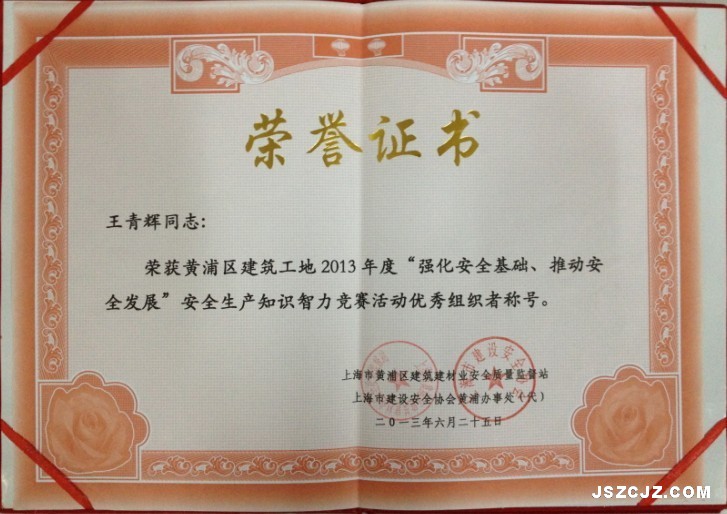 荣誉证书
王青辉同志:
荣获黄浦区建筑工地2013年度“强化安全基础、推动安
全发展”安全生产知识智力竞赛活动优秀组织者称号。
上海市黄浦区建筑建材业安全质量监督站
上海市建设安全协会黄浦办事处(代)
二〇一三年六月二十五日
JSZCJZ.COM